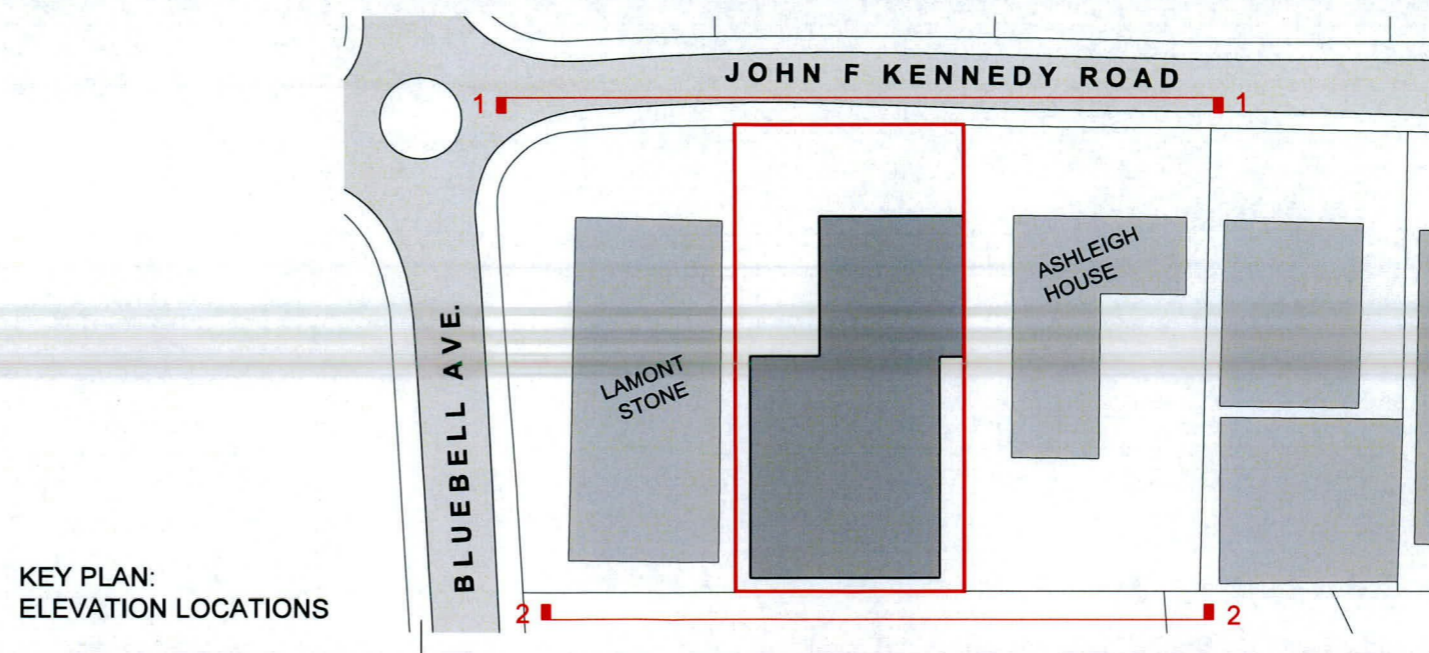 JOHN F KENNEDY ROAD
1 1
ASHLEIGH
HOUSE
LAMONT
STONE
BLUEBELL AVE.
KEY PLAN:
ELEVATION LOCATIONS
2 2